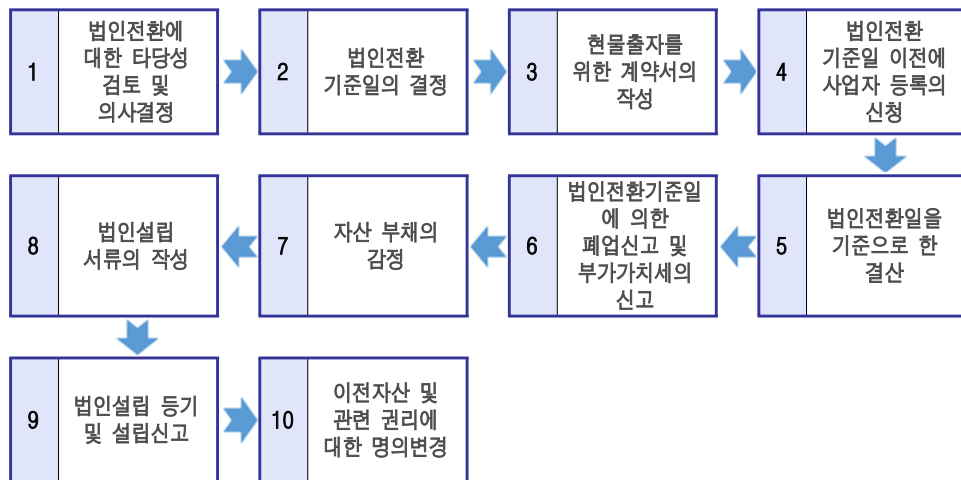 1
법인전환에
대한 타당성
검토 및
의사결정
2
법인전환
기준일의 결정
3
현물출자를
위한 계약서의
작성
4
법인전환
기준일 이전에
사업자 등록의
신청
5
법인전환일을
기준으로 한
결산
6
법인전환기준일
에 의한
폐업신고 및
부가가치세의
신고
7
자산 부채의
감정
8
법인설립
서류의 작성
9
법인설립 등기
및 설립신고
10
이전자산 및
관련 권리에
대한 명의변경